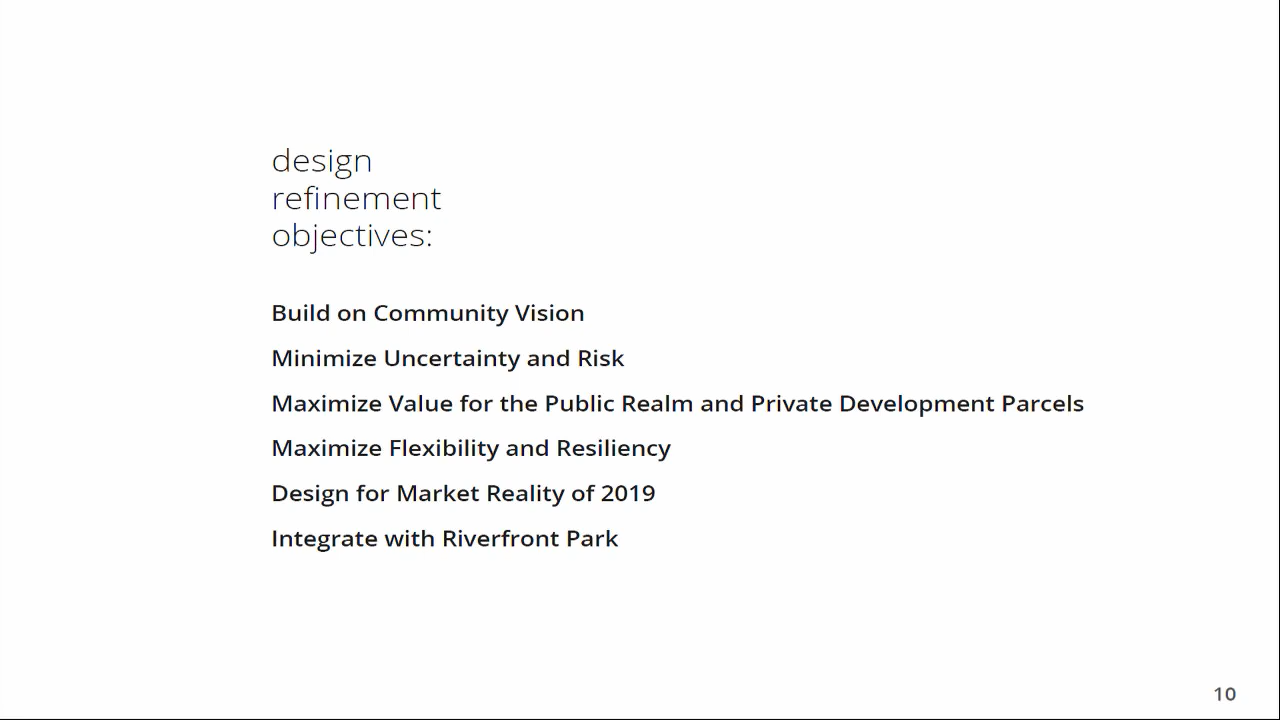 design
refinement
objectives:
Build on Community Vision
Minimize Uncertainty and Risk
Maximize Value for the Public Realm and Private Development Parcels
Maximize Flexibility and Resiliency
Design for Market Reality of 2019
Integrate with Riverfront Park
10